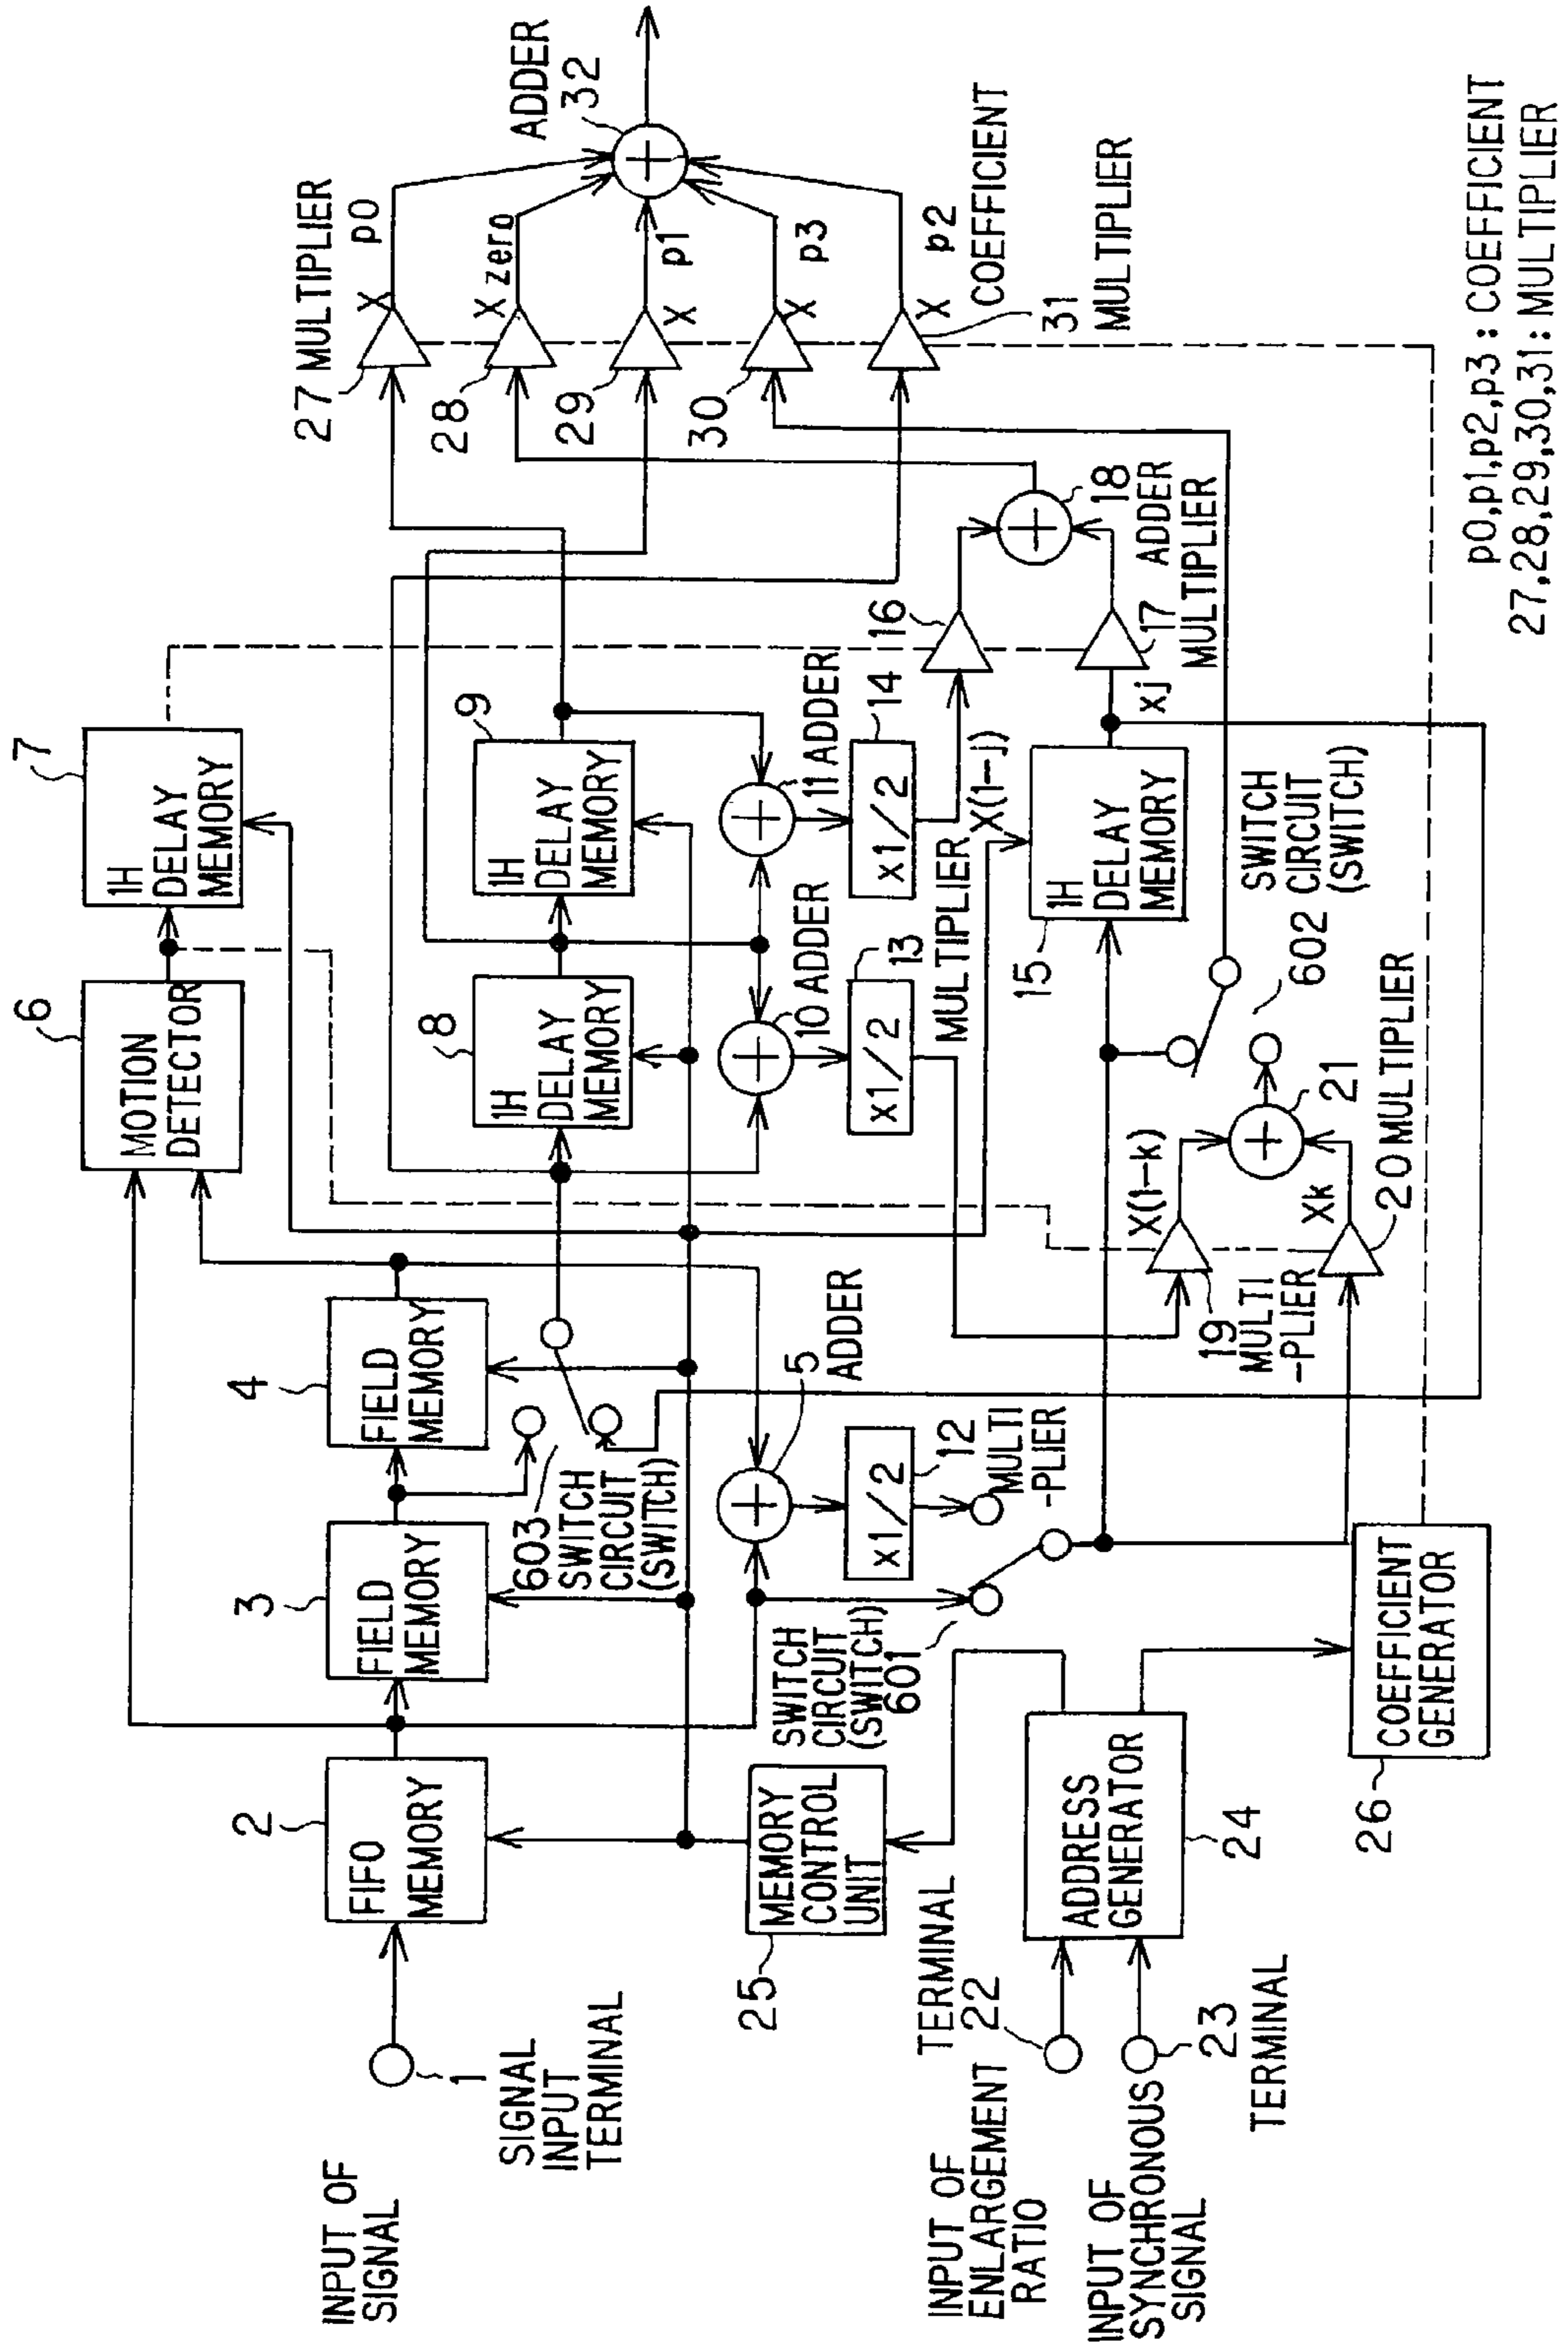 INPUT OF
SIGNAL
1
SIGNAL
INPUT
TERMINAL
2
FIFO
MEMORY
3
FIELD
MEMORY
4
FIELD
MEMORY
6
MOTION
DETECTOR
7
1H
DELAY
MEMORY
8
1H
DELAY
MEMORY
9
1H
DELAY
MEMORY
603
SWITCH
CIRCUIT
(SWITCH)
5
ADDER
10 ADDER
11 ADDER
x1/2
12
MULTI
-PLIER
x1/2
13
MULTIPLIER
x1/2
14
X(1-j)
SWITCH
CIRCUIT
(SWITCH)
601
25
MEMORY
CONTROL
UNIT
INPUT OF
ENLARGEMENT
RATIO
TERMINAL
22
INPUT OF
SYNCHRONOUS
SIGNAL
23
TERMINAL
ADDRESS
GENERATOR
24
26
COEFFICIENT
GENERATOR
19
MULTI
-PLIER
X(1-k)
Xk
20 MULTIPLIER
21
602
SWITCH
CIRCUIT
(SWITCH)
15
1H
DELAY
MEMORY
xj
16
17
MULTIPLIER
18
ADDER
MULTIPLIER
27 MULTIPLIER
X
p0
28
X
zero
29
X
p1
30
X
p3
31
X
p2
COEFFICIENT
MULTIPLIER
ADDER
32
p0,p1,p2,p3 : COEFFICIENT
27,28,29,30,31: MULTIPLIER